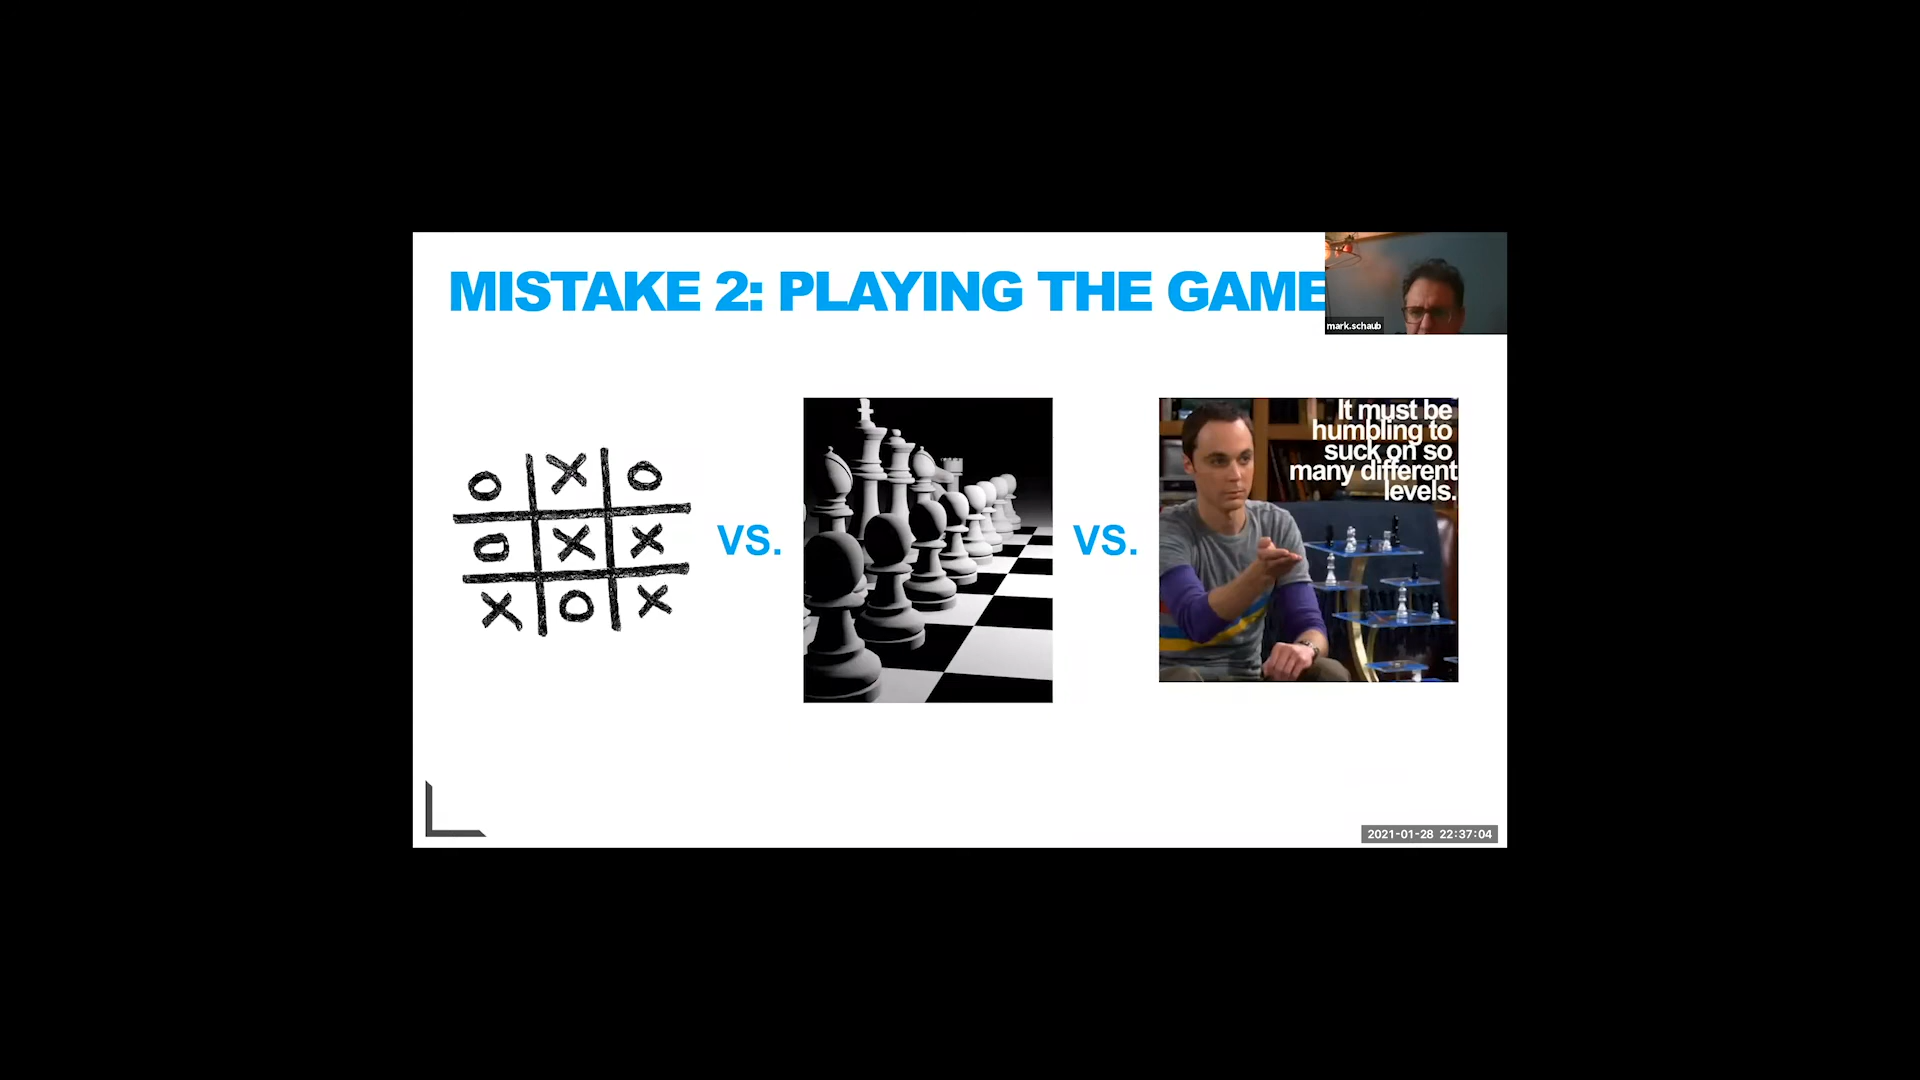 MISTAKE 2: PLAYING THE GAME
mark.schaub
O X O
O X X
X O X
VS.
VS.
It must be
humbling to
suck on so
many different
levels.
2021-01-28 22:37:04